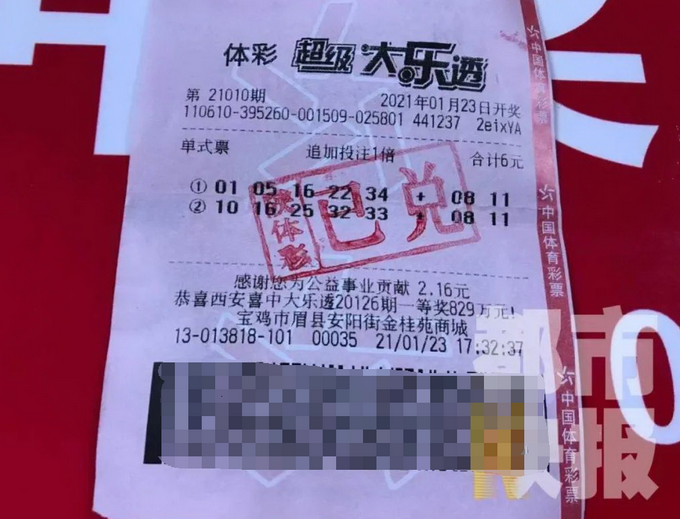 体彩 超级大乐透
第 21010期 2021年01月23日开奖
110610-395260-001509-025801 441237 2eixYA
单式票 追加投注1倍 合计6元
① 01 05 16 22 34 + 08 11
② 10 16 25 32 33 + 08 11
陕体彩 已兑
感谢您为公益事业贡献 2.16元
恭喜西安喜中大乐透20126期一等奖829万元!
宝鸡市眉县安阳街金桂苑商城
13-013818-101 00035 21/01/23 17:32:37
中国体育彩票
中国体育彩票
中国体育彩票
都市快报